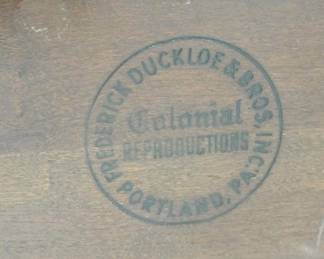 FREDERICK DUCKLOE & BROS., INC.
Colonial
REPRODUCTIONS
PORTLAND, PA.